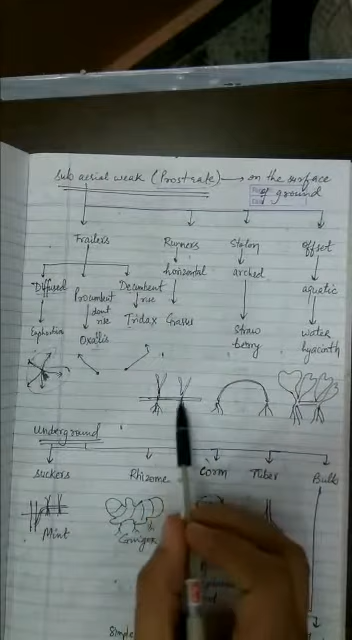 Sub aerial weak (Prostrate) → on the surface
of ground
Trailers Runners Stolon offset
horizontal arched aquatic
Diffused Procumbent Decumbent
dont rise rise
Euphorbia Oxalis Tridax Grasses Straw berry water hyacinth
Underground
Suckers Rhizome Corm Tuber Bulb
Mint Ginger